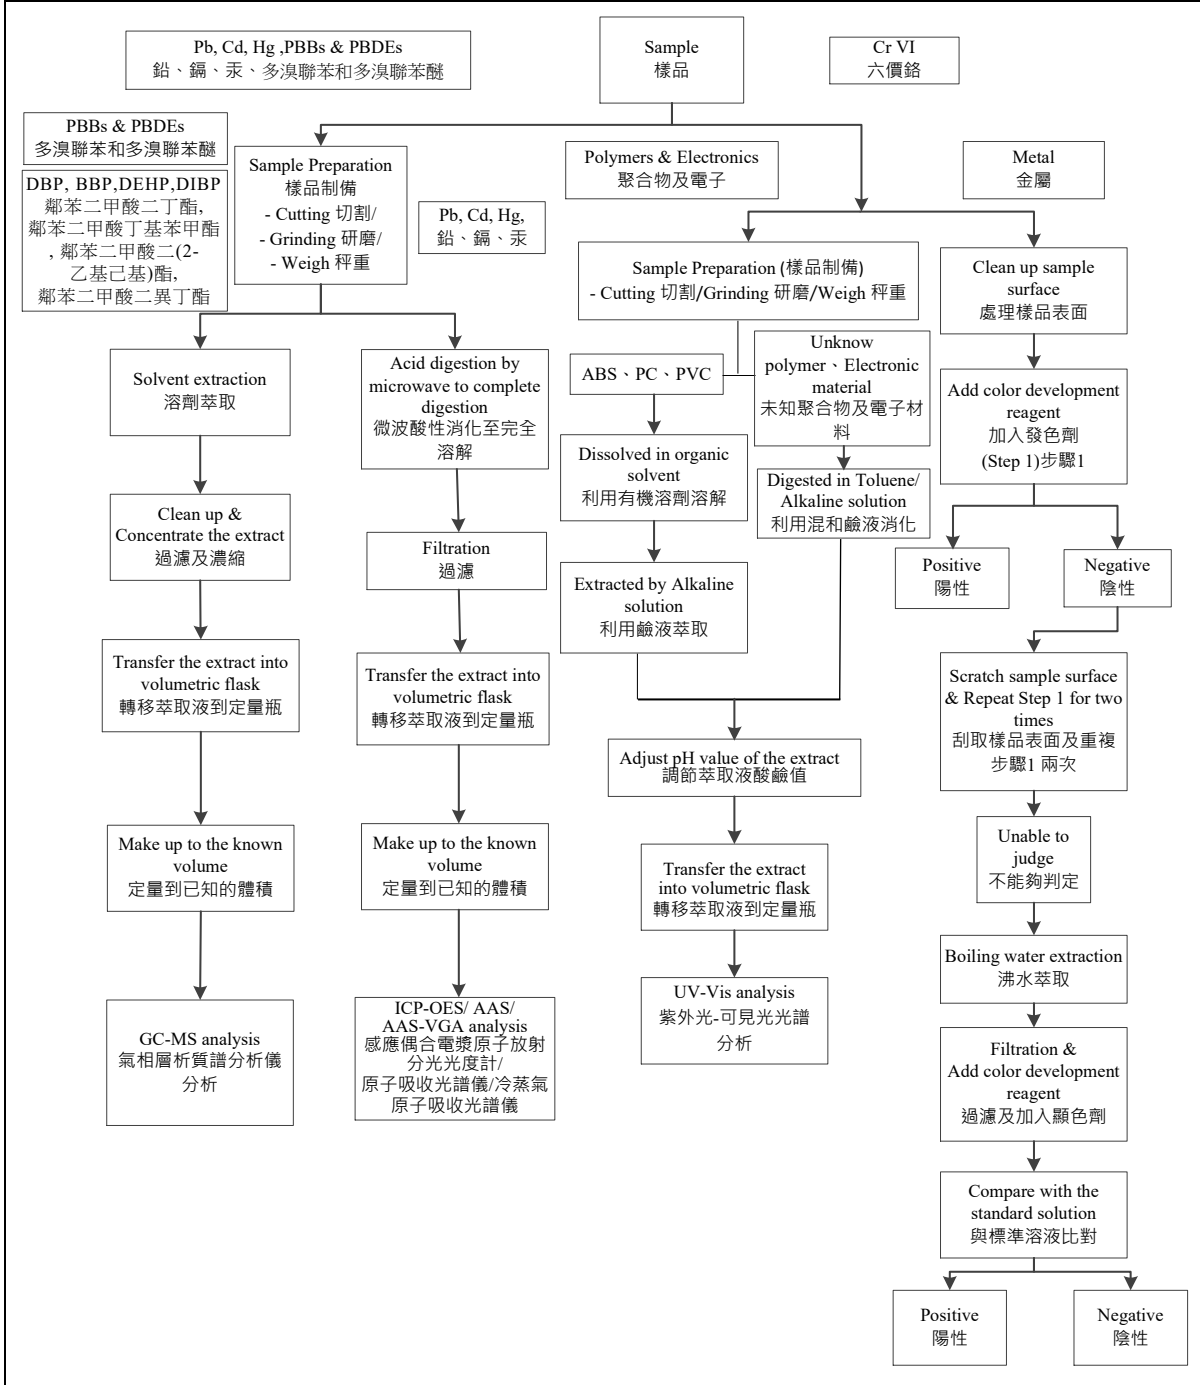 Pb, Cd, Hg ,PBBs & PBDEs
鉛、鎘、汞、多溴聯苯和多溴聯苯醚
Sample
樣品
Cr VI
六價鉻
PBBs & PBDEs
多溴聯苯和多溴聯苯醚
DBP, BBP,DEHP,DIBP
鄰苯二甲酸二丁酯,
鄰苯二甲酸丁基苯甲酯
, 鄰苯二甲酸二(2-
乙基己基)酯,
鄰苯二甲酸二異丁酯
Sample Preparation
樣品制備
- Cutting 切割/
- Grinding 研磨/
- Weigh 秤重
Pb, Cd, Hg,
鉛、鎘、汞
Polymers & Electronics
聚合物及電子
Metal
金屬
Sample Preparation (樣品制備)
- Cutting 切割/Grinding 研磨/Weigh 秤重
Clean up sample
surface
處理樣品表面
Solvent extraction
溶劑萃取
Acid digestion by
microwave to complete
digestion
微波酸性消化至完全
溶解
ABS、PC、PVC
Unknow
polymer、Electronic
material
未知聚合物及電子材
料
Add color development
reagent
加入發色劑
(Step 1)步驟1
Dissolved in organic
solvent
利用有機溶劑溶解
Digested in Toluene/
Alkaline solution
利用混和鹼液消化
Clean up &
Concentrate the extract
過濾及濃縮
Filtration
過濾
Extracted by Alkaline
solution
利用鹼液萃取
Positive
陽性
Negative
陰性
Transfer the extract into
volumetric flask
轉移萃取液到定量瓶
Transfer the extract into
volumetric flask
轉移萃取液到定量瓶
Scratch sample surface
& Repeat Step 1 for two
times
刮取樣品表面及重複
步驟1 兩次
Adjust pH value of the extract
調節萃取液酸鹼值
Make up to the known
volume
定量到已知的體積
Make up to the known
volume
定量到已知的體積
Transfer the extract
into volumetric flask
轉移萃取液到定量瓶
Unable to
judge
不能夠判定
Boiling water extraction
沸水萃取
GC-MS analysis
氣相層析質譜分析儀
分析
ICP-OES/ AAS/
AAS-VGA analysis
感應偶合電漿原子放射
分光光度計/
原子吸收光譜儀/冷蒸氣
原子吸收光譜儀
UV-Vis analysis
紫外光-可見光光譜
分析
Filtration &
Add color development
reagent
過濾及加入顯色劑
Compare with the
standard solution
與標準溶液比對
Positive
陽性
Negative
陰性